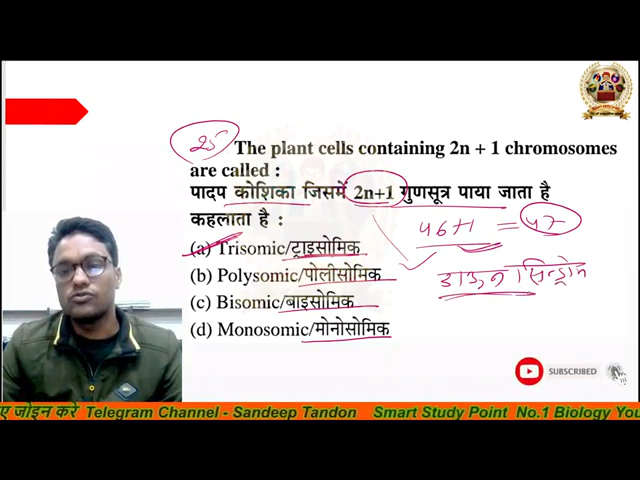 25 The plant cells containing 2n + 1 chromosomes
are called :
पादप कोशिका जिसमें 2n+1 गुणसूत्र पाया जाता है
कहलाता है :
46+1 = 47
(a) Trisomic/ट्राइसोमिक
डाउन सिन्ड्रोम
(b) Polysomic/पोलीसोमिक
(c) Bisomic/बाइसोमिक
(d) Monosomic/मोनोसोमिक
SUBSCRIBED
ए जोइन करे Telegram Channel - Sandeep Tandon Smart Study Point No.1 Biology You